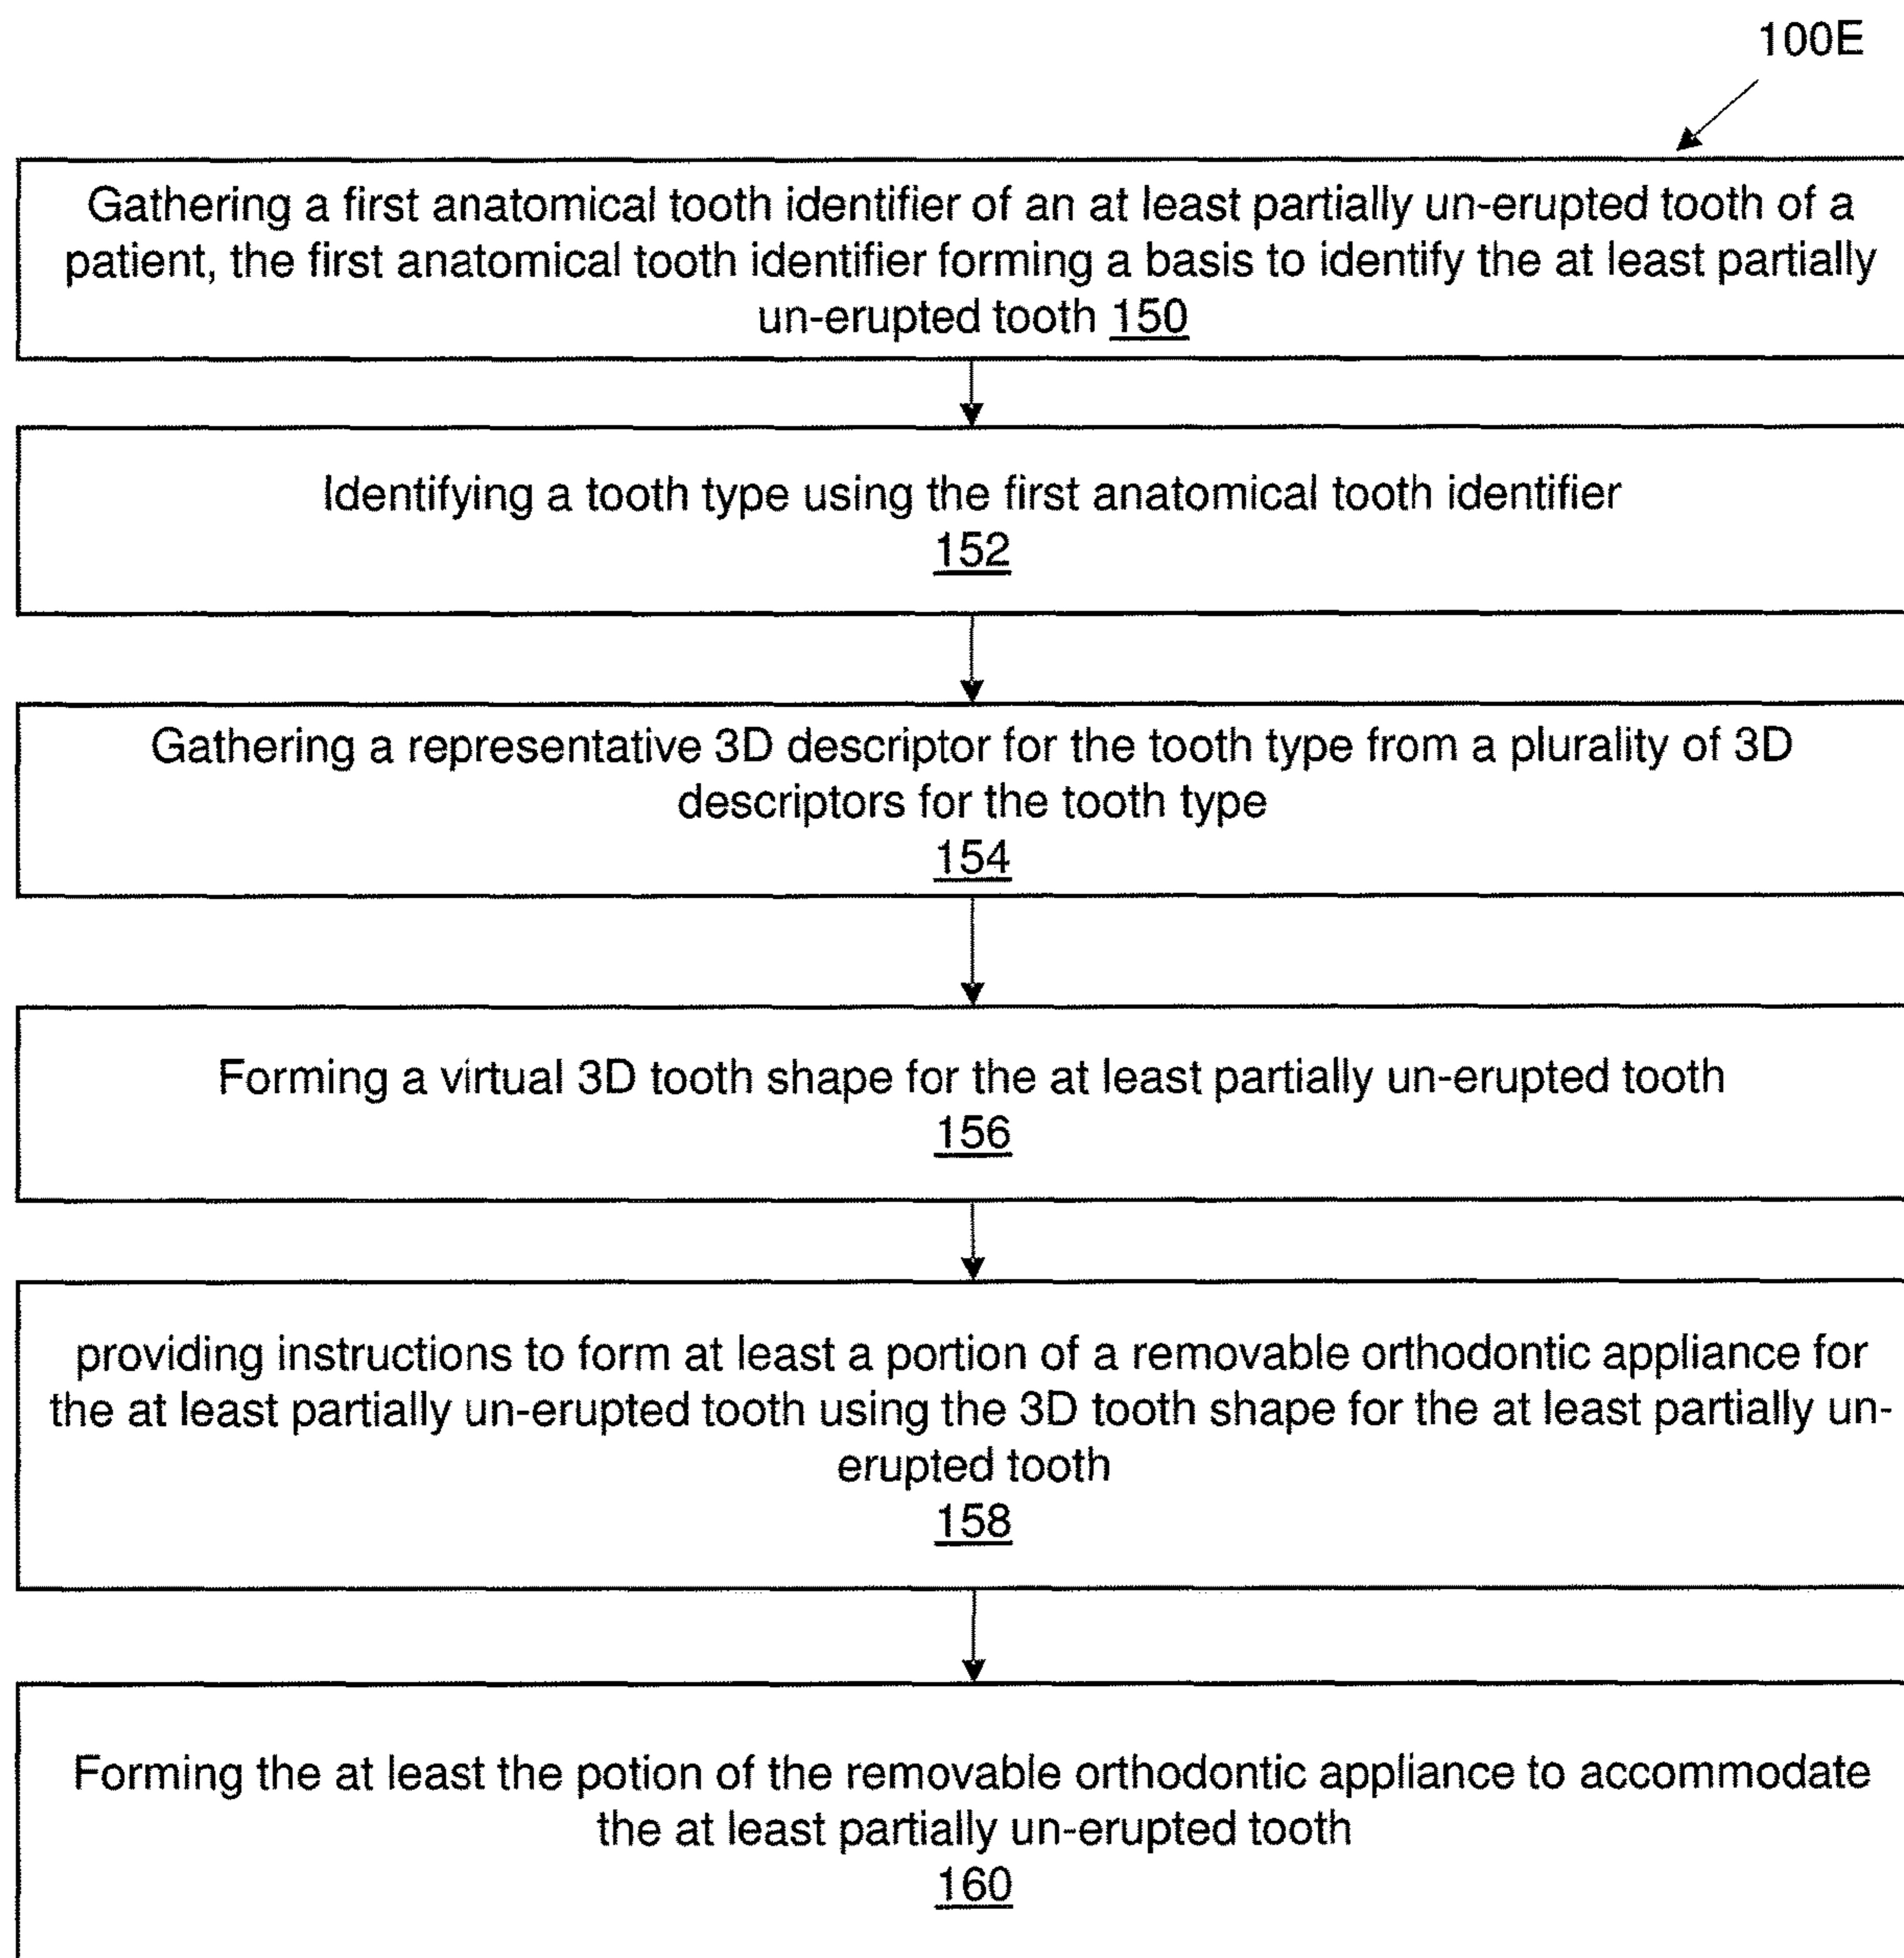 100E
Gathering a first anatomical tooth identifier of an at least partially un-erupted tooth of a
patient, the first anatomical tooth identifier forming a basis to identify the at least partially
un-erupted tooth 150
Identifying a tooth type using the first anatomical tooth identifier
152
Gathering a representative 3D descriptor for the tooth type from a plurality of 3D
descriptors for the tooth type
154
Forming a virtual 3D tooth shape for the at least partially un-erupted tooth
156
providing instructions to form at least a portion of a removable orthodontic appliance for
the at least partially un-erupted tooth using the 3D tooth shape for the at least partially un-
erupted tooth
158
Forming the at least the potion of the removable orthodontic appliance to accommodate
the at least partially un-erupted tooth
160